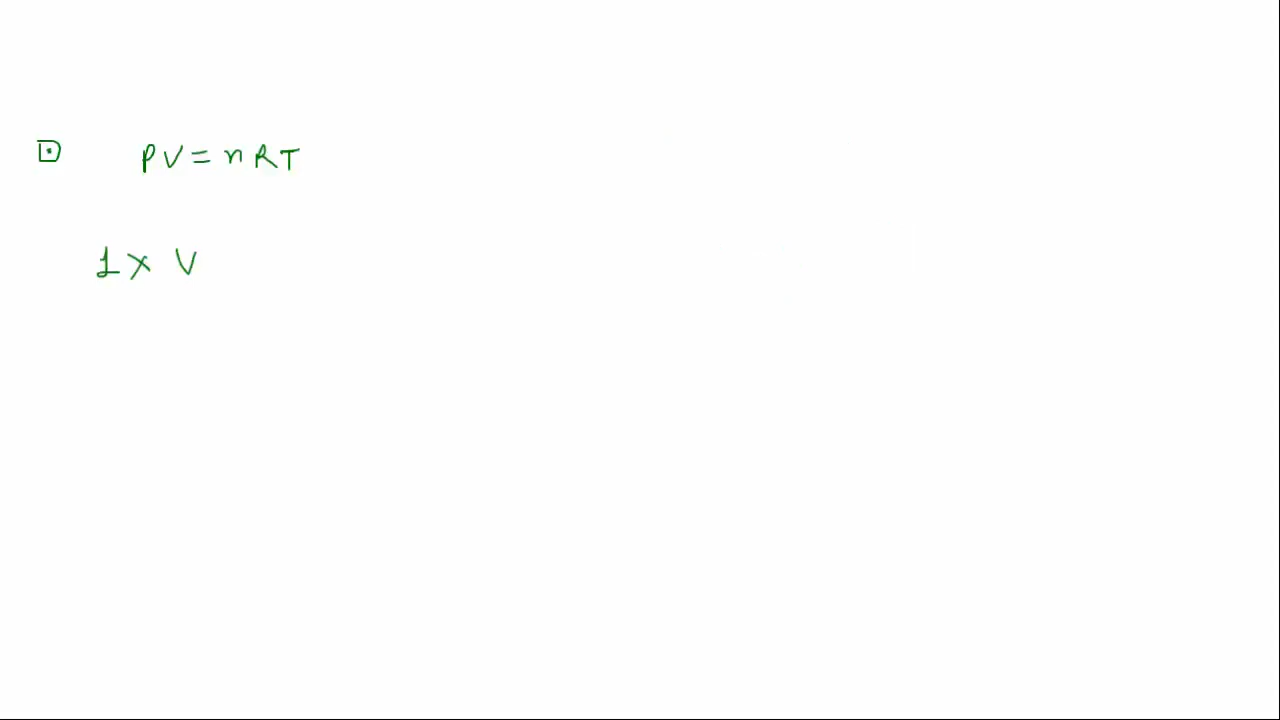 PV = nRT
1 × V